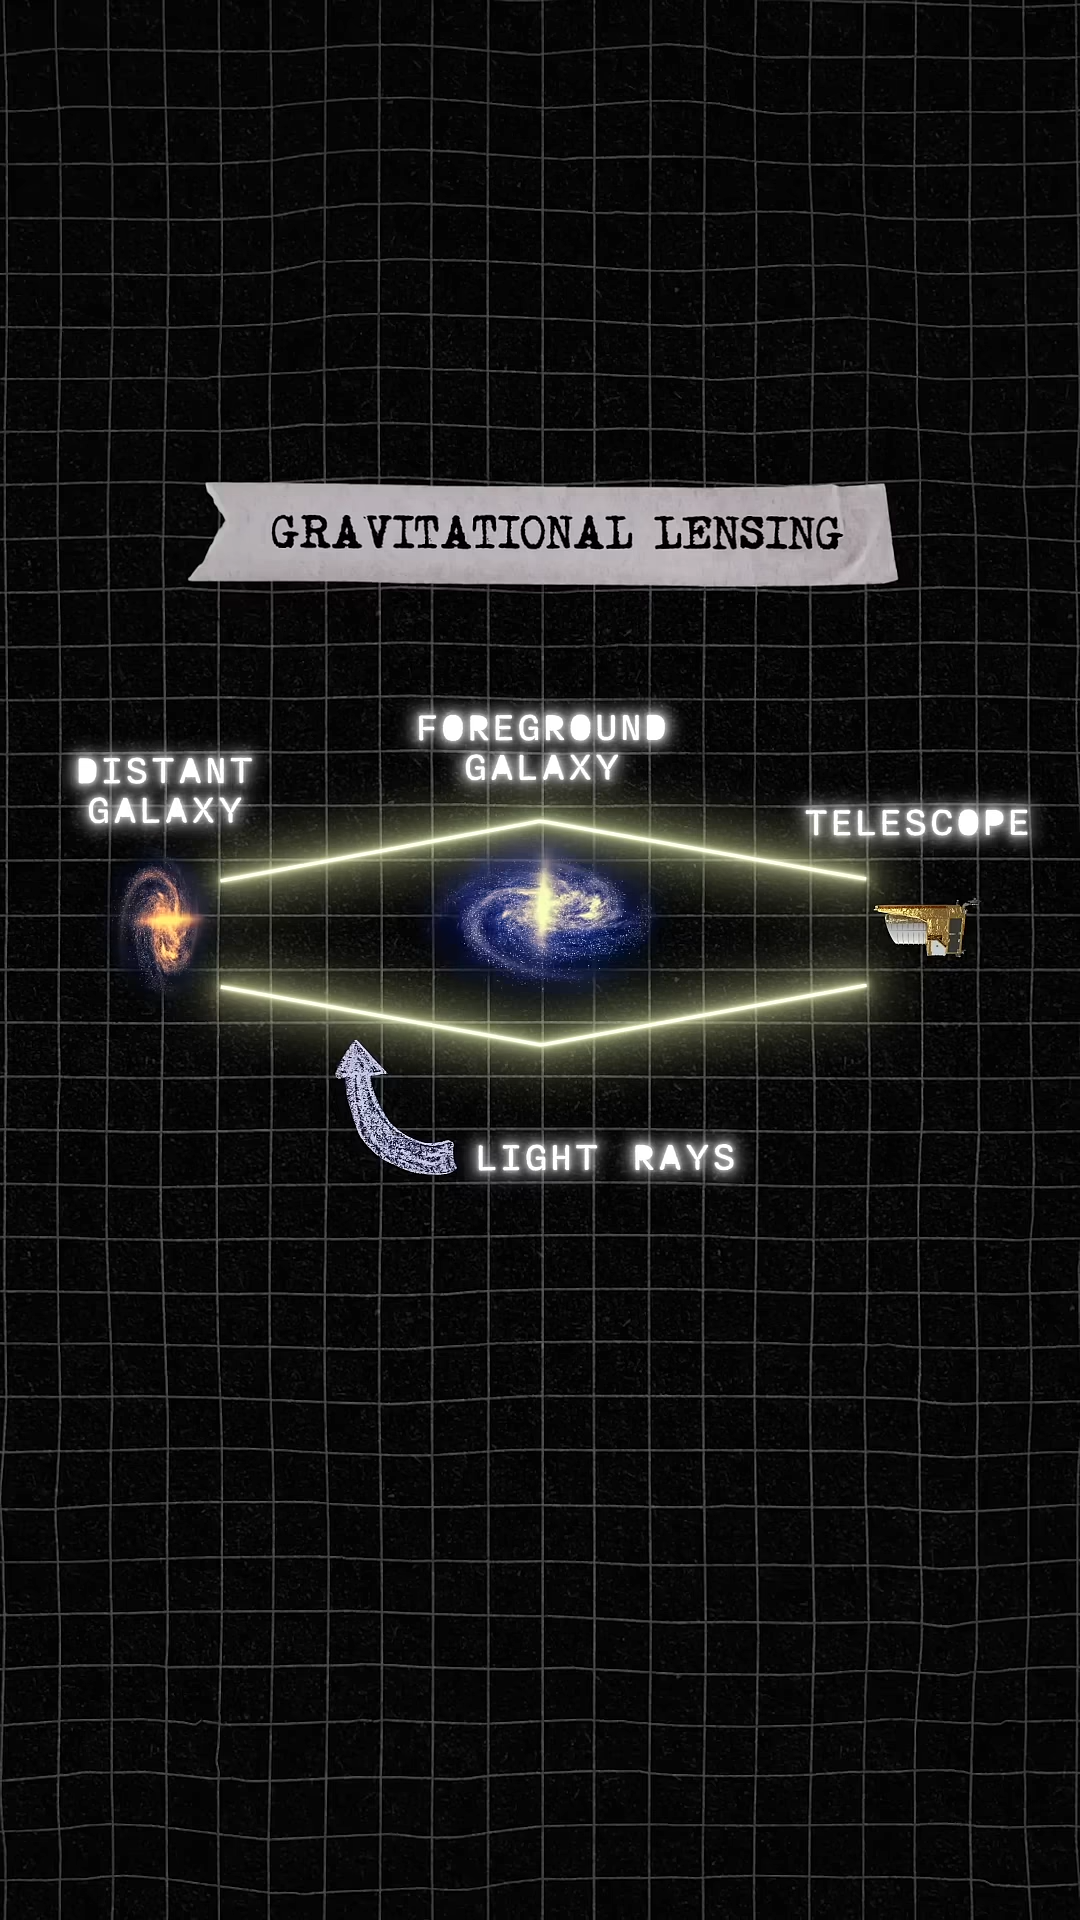 GRAVITATIONAL LENSING
FOREGROUND
GALAXY
DISTANT
GALAXY
TELESCOPE
LIGHT RAYS